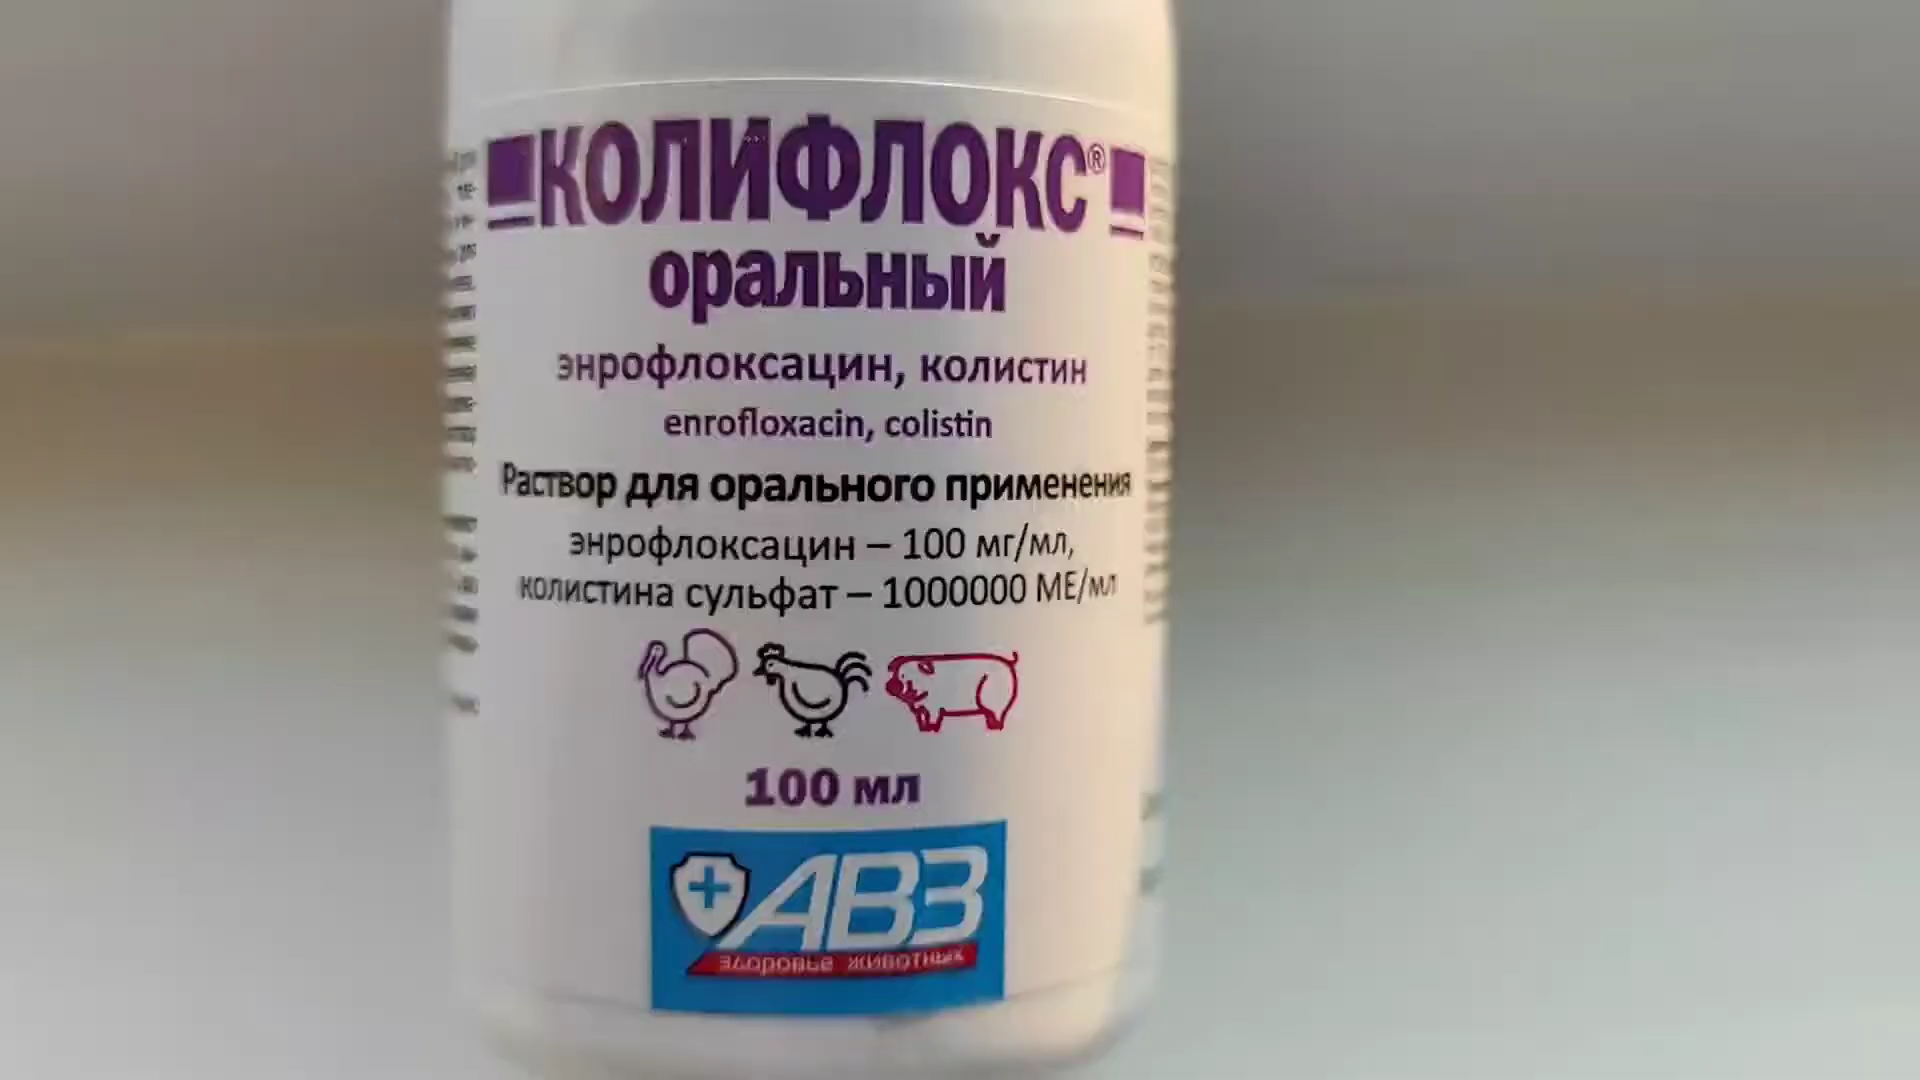 КОЛИФЛОКС®
оральный
энрофлоксацин, колистин
enrofloxacin, colistin
Раствор для орального применения
энрофлоксацин – 100 мг/мл,
колистина сульфат – 1000000 МЕ/мл
100 мл
АВЗ
здоровье животных